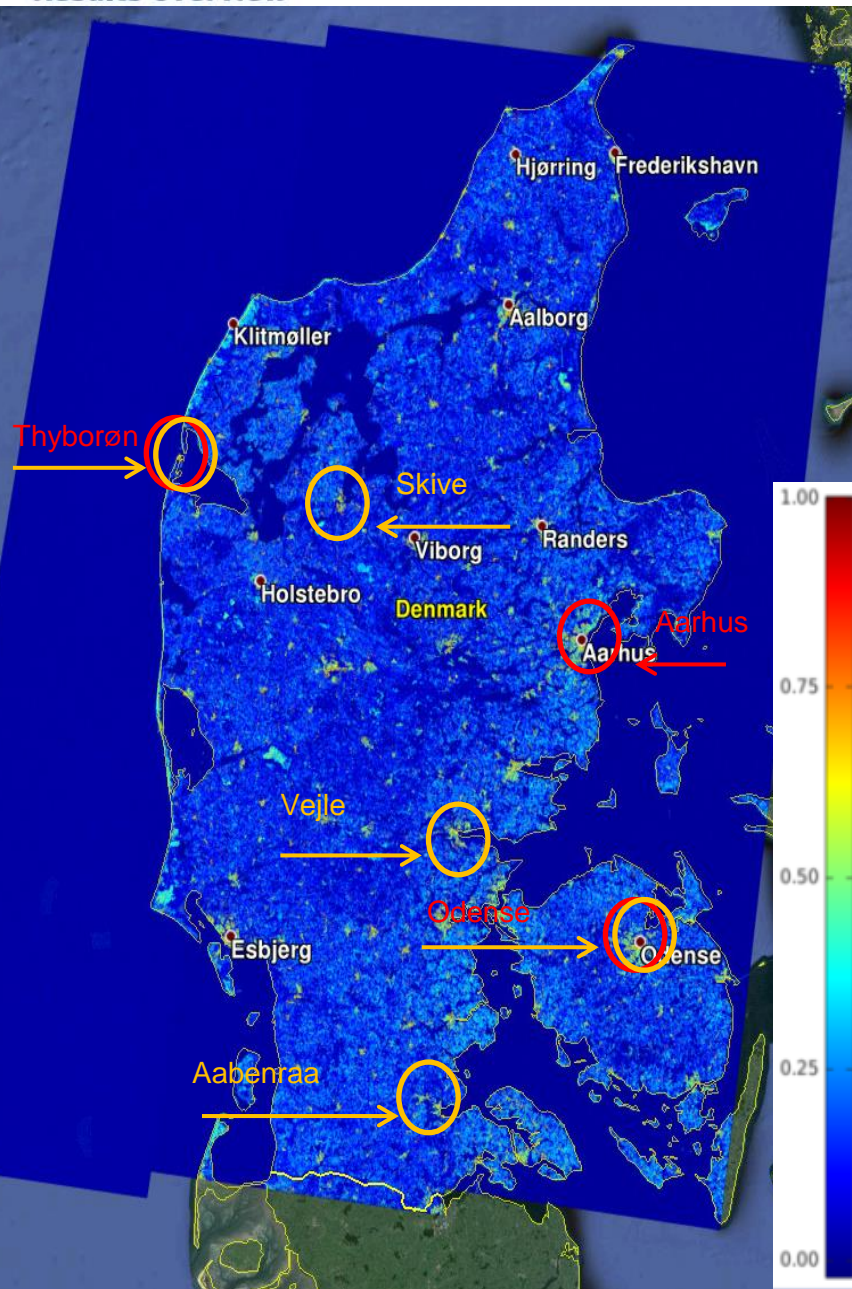 Hjørring
Frederikshavn
Aalborg
Klitmøller
Thyborøn
Skive
Viborg
Randers
Holstebro
Denmark
Aarhus
Aarhus
Vejle
Odense
Esbjerg
Odense
Aabenraa
1.00
0.75
0.50
0.25
0.00